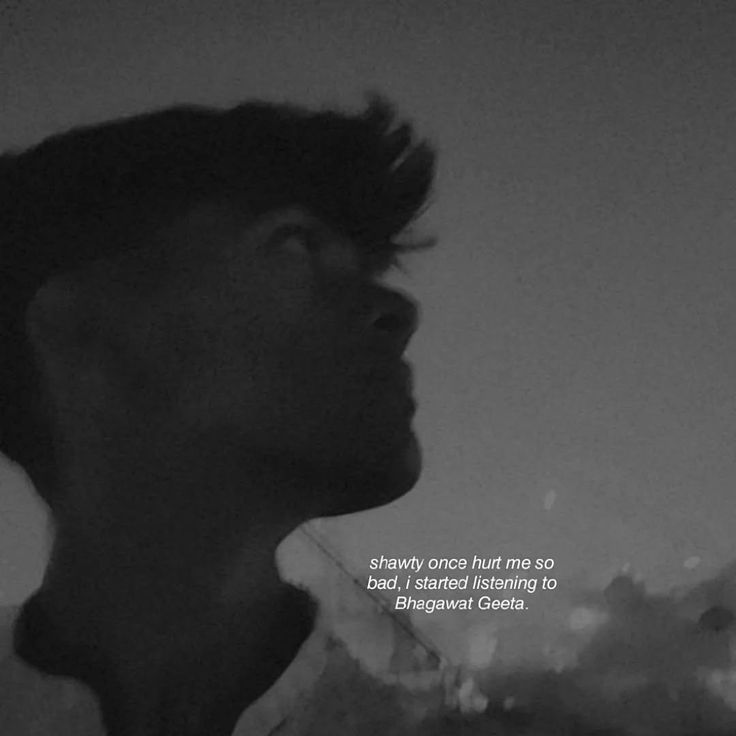 shawty once hurt me so
bad, i started listening to
Bhagawat Geeta.